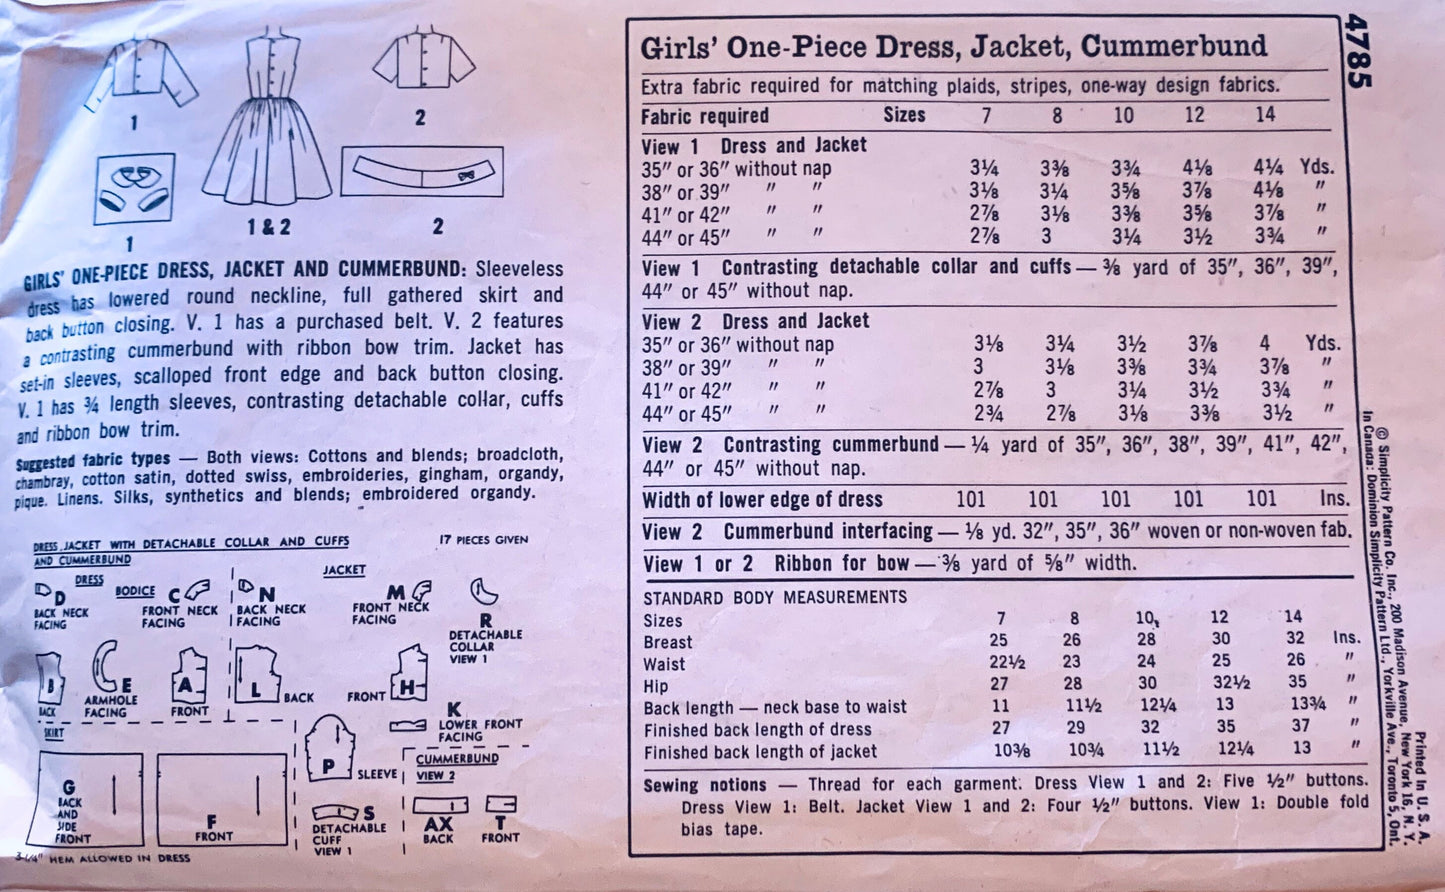 1
1
1 & 2
2
2
GIRLS' ONE-PIECE DRESS, JACKET AND CUMMERBUND: Sleeveless
dress has lowered round neckline, full gathered skirt and
back button closing. V. 1 has a purchased belt. V. 2 features
a contrasting cummerbund with ribbon bow trim. Jacket has
set-in sleeves, scalloped front edge and back button closing.
V. 1 has ¾ length sleeves, contrasting detachable collar, cuffs
and ribbon bow trim.
Suggested fabric types — Both views: Cottons and blends; broadcloth,
chambray, cotton satin, dotted swiss, embroideries, gingham, organdy,
pique. Linens. Silks, synthetics and blends; embroidered organdy.
DRESS, JACKET WITH DETACHABLE COLLAR AND CUFFS
AND CUMMERBUND
17 PIECES GIVEN
DRESS
BODICE
JACKET
D
BACK NECK
FACING
C
FRONT NECK
FACING
N
BACK NECK
FACING
M
FRONT NECK
FACING
R
DETACHABLE
COLLAR
VIEW 1
B
BACK
E
ARMHOLE
FACING
A
FRONT
L
BACK
FRONT
H
K
LOWER FRONT
FACING
SKIRT
G
BACK
AND
SIDE
FRONT
F
FRONT
P
SLEEVE
S
DETACHABLE
CUFF
VIEW 1
CUMMERBUND
VIEW 2
AX
BACK
T
FRONT
3-1/4" HEM ALLOWED IN DRESS
Girls' One-Piece Dress, Jacket, Cummerbund
Extra fabric required for matching plaids, stripes, one-way design fabrics.
Fabric required Sizes 7 8 10 12 14
View 1 Dress and Jacket
35" or 36" without nap 3¼ 3⅜ 3¾ 4⅛ 4¼ Yds.
38" or 39" " " 3⅛ 3¼ 3⅝ 3⅞ 4⅛ "
41" or 42" " " 2⅞ 3⅛ 3⅜ 3⅝ 3⅞ "
44" or 45" " " 2⅞ 3 3¼ 3½ 3¾ "
View 1 Contrasting detachable collar and cuffs — ⅜ yard of 35", 36", 39",
44" or 45" without nap.
View 2 Dress and Jacket
35" or 36" without nap 3⅛ 3¼ 3½ 3⅞ 4 Yds.
38" or 39" " " 3 3⅛ 3⅜ 3¾ 3⅞ "
41" or 42" " " 2⅞ 3 3¼ 3½ 3¾ "
44" or 45" " " 2¾ 2⅞ 3⅛ 3⅜ 3½ "
View 2 Contrasting cummerbund — ¼ yard of 35", 36", 38", 39", 41", 42",
44" or 45" without nap.
Width of lower edge of dress 101 101 101 101 101 Ins.
View 2 Cummerbund interfacing — ⅛ yd. 32", 35", 36" woven or non-woven fab.
View 1 or 2 Ribbon for bow — ⅜ yard of ⅝" width.
STANDARD BODY MEASUREMENTS
Sizes 7 8 10 12 14
Breast 25 26 28 30 32 Ins.
Waist 22½ 23 24 25 26 "
Hip 27 28 30 32½ 35 "
Back length — neck base to waist 11 11½ 12¼ 13 13¾ "
Finished back length of dress 27 29 32 35 37 "
Finished back length of jacket 10⅜ 10¾ 11½ 12¼ 13 "
Sewing notions — Thread for each garment. Dress View 1 and 2: Five ½" buttons.
Dress View 1: Belt. Jacket View 1 and 2: Four ½" buttons. View 1: Double fold
bias tape.
4785
© Simplicity Pattern Co. Inc., 200 Madison Avenue, New York 16, N. Y.
In Canada: Dominion Simplicity Pattern Ltd., Yorkville Ave., Toronto 5, Ont.
Printed In U. S. A.